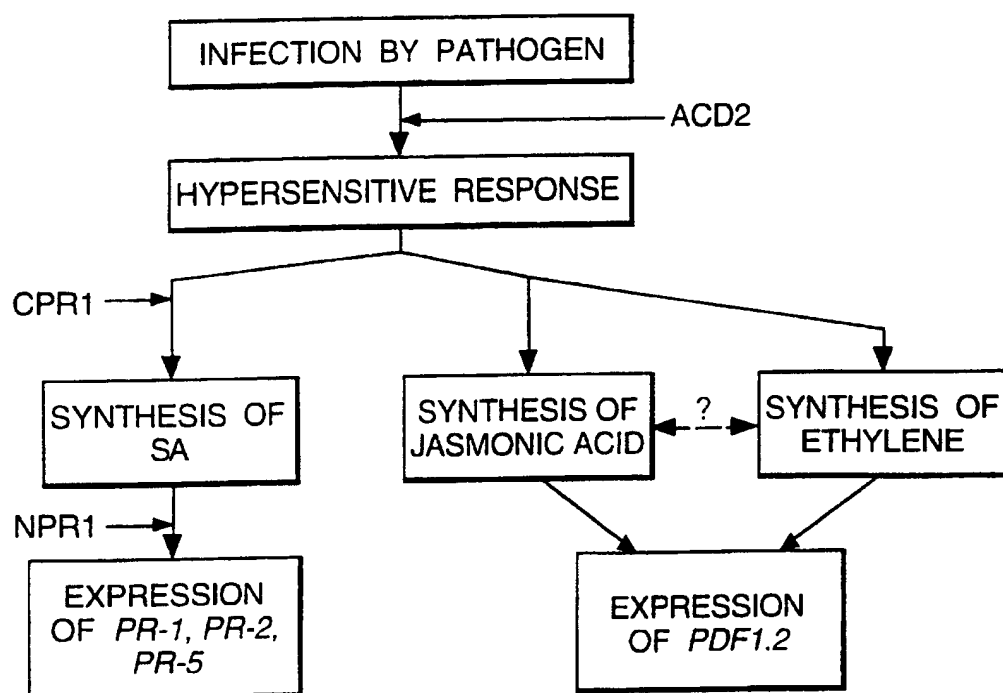 INFECTION BY PATHOGEN
ACD2
HYPERSENSITIVE RESPONSE
CPR1
SYNTHESIS OF
SA
SYNTHESIS OF
JASMONIC ACID
?
SYNTHESIS OF
ETHYLENE
NPR1
EXPRESSION
OF PR-1, PR-2,
PR-5
EXPRESSION
OF PDF1.2